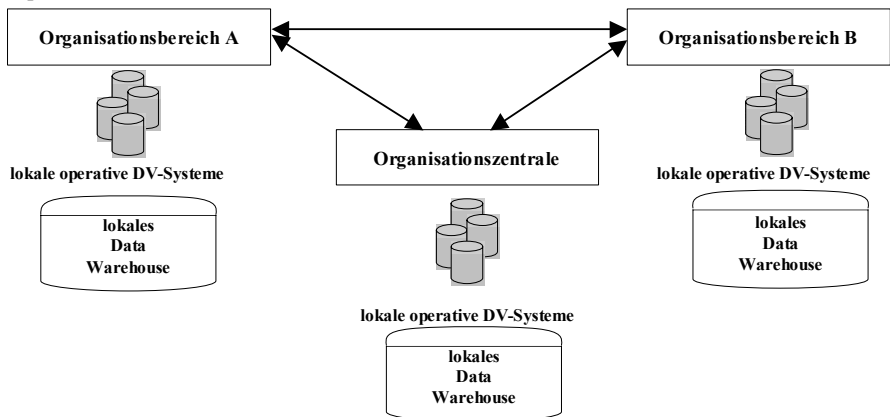 Organisationsbereich A
Organisationsbereich B
Organisationszentrale
lokale operative DV-Systeme
lokales
Data
Warehouse
lokale operative DV-Systeme
lokales
Data
Warehouse
lokale operative DV-Systeme
lokales
Data
Warehouse